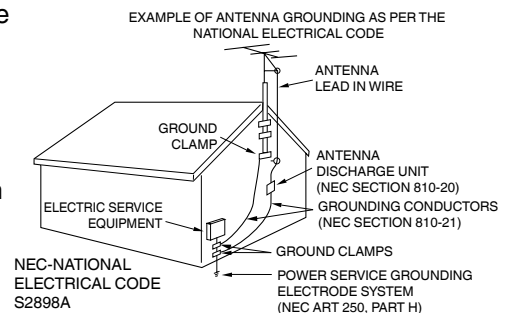 EXAMPLE OF ANTENNA GROUNDING AS PER THE
NATIONAL ELECTRICAL CODE
ANTENNA
LEAD IN WIRE
GROUND
CLAMP
ANTENNA
DISCHARGE UNIT
(NEC SECTION 810-20)
ELECTRIC SERVICE
EQUIPMENT
GROUNDING CONDUCTORS
(NEC SECTION 810-21)
GROUND CLAMPS
POWER SERVICE GROUNDING
ELECTRODE SYSTEM
(NEC ART 250, PART H)
NEC-NATIONAL
ELECTRICAL CODE
S2898A